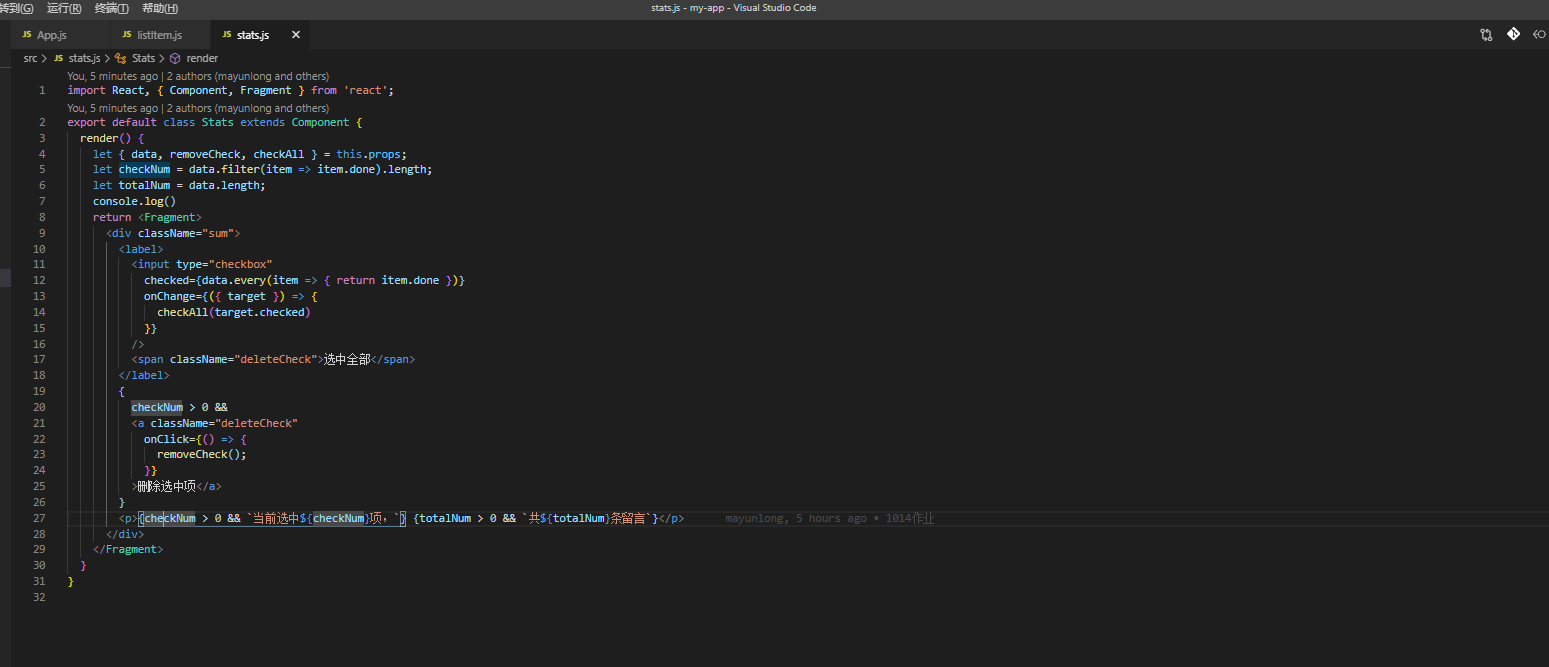 转到(G) 运行(R) 终端(T) 帮助(H) stats.js - my-app - Visual Studio Code
JS App.js JS listItem.js JS stats.js ×
src > JS stats.js > Stats > render
You, 5 minutes ago | 2 authors (mayunlong and others)
1 import React, { Component, Fragment } from 'react';
You, 5 minutes ago | 2 authors (mayunlong and others)
2 export default class Stats extends Component {
3 render() {
4 let { data, removeCheck, checkAll } = this.props;
5 let checkNum = data.filter(item => item.done).length;
6 let totalNum = data.length;
7 console.log()
8 return <Fragment>
9 <div className="sum">
10 <label>
11 <input type="checkbox"
12 checked={data.every(item => { return item.done })}
13 onChange={({ target }) => {
14 checkAll(target.checked)
15 }}
16 />
17 <span className="deleteCheck">选中全部</span>
18 </label>
19 {
20 checkNum > 0 &&
21 <a className="deleteCheck"
22 onClick={() => {
23 removeCheck();
24 }}
25 >删除选中项</a>
26 }
27 <p>{checkNum > 0 && `当前选中${checkNum}项，`} {totalNum > 0 && `共${totalNum}条留言`}</p> mayunlong, 5 hours ago • 1014作业
28 </div>
29 </Fragment>
30 }
31 }
32